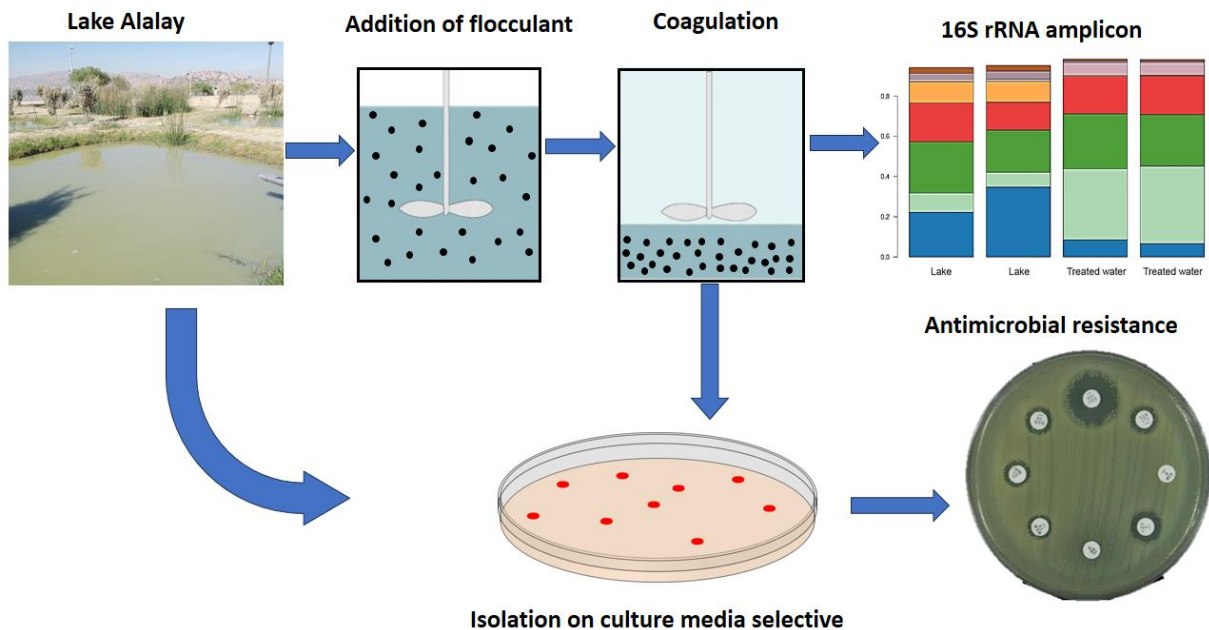 Lake Alalay
Addition of flocculant
Coagulation
16S rRNA amplicon
0.8
0.6
0.4
0.2
0.0
Lake
Lake
Treated water
Treated water
Antimicrobial resistance
Isolation on culture media selective